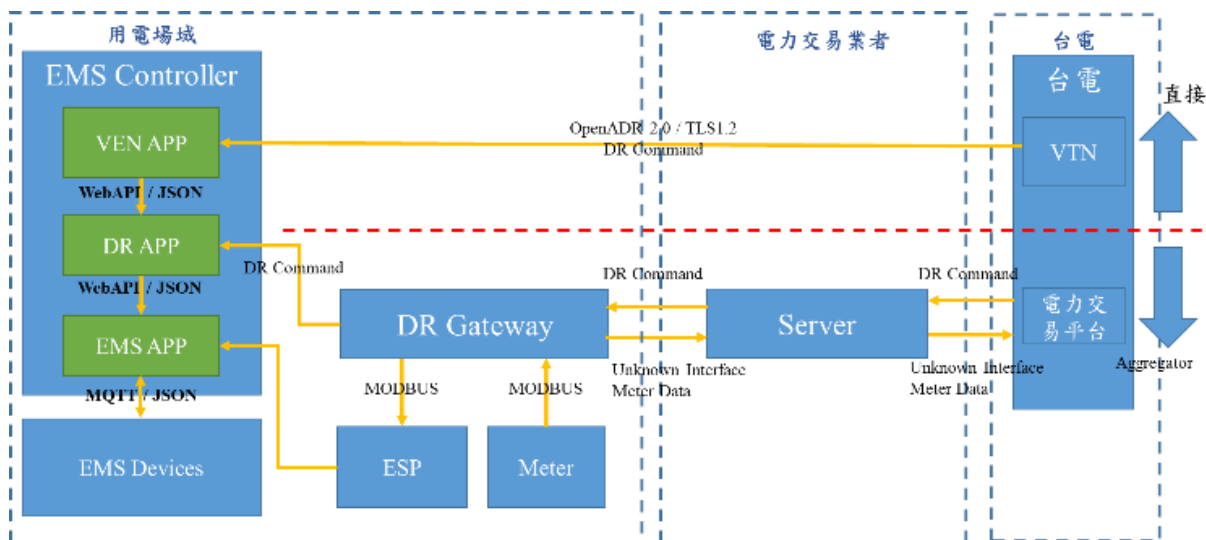 用電場域
電力交易業者
台電
EMS Controller
台電
直接
VEN APP
OpenADR 2.0 / TLS1.2
DR Command
VTN
WebAPI / JSON
DR APP
DR Command
DR Command
DR Command
WebAPI / JSON
DR Gateway
Server
電力交
易平台
EMS APP
Unknown Interface
Meter Data
Unknown Interface
Meter Data
Aggregator
MQTT / JSON
MODBUS
MODBUS
EMS Devices
ESP
Meter